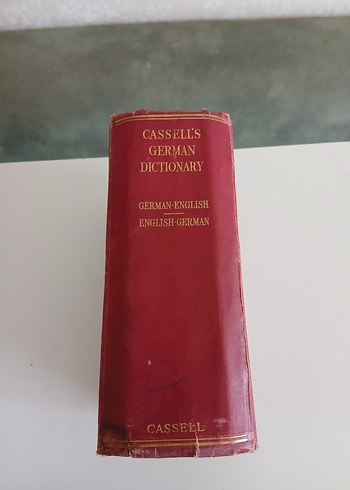 CASSELL'S
GERMAN
DICTIONARY
GERMAN-ENGLISH
ENGLISH-GERMAN
CASSELL